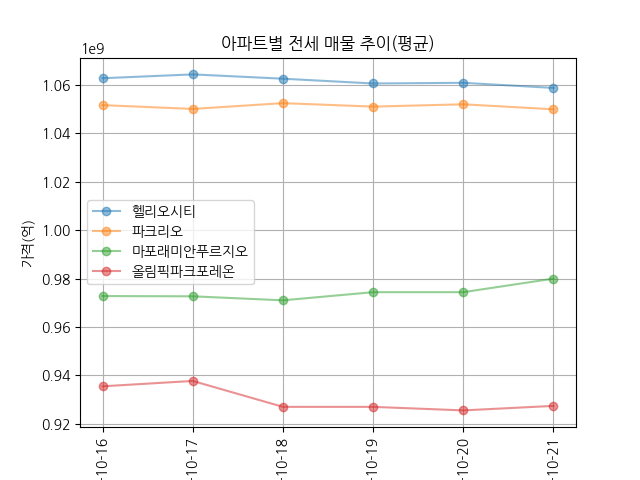 아파트별 전세 매물 추이(평균)
1e9
1.06
1.04
1.02
1.00
0.98
0.96
0.94
0.92
가격(억)
헬리오시티
파크리오
마포래미안푸르지오
올림픽파크포레온
-10-16
-10-17
-10-18
-10-19
-10-20
-10-21